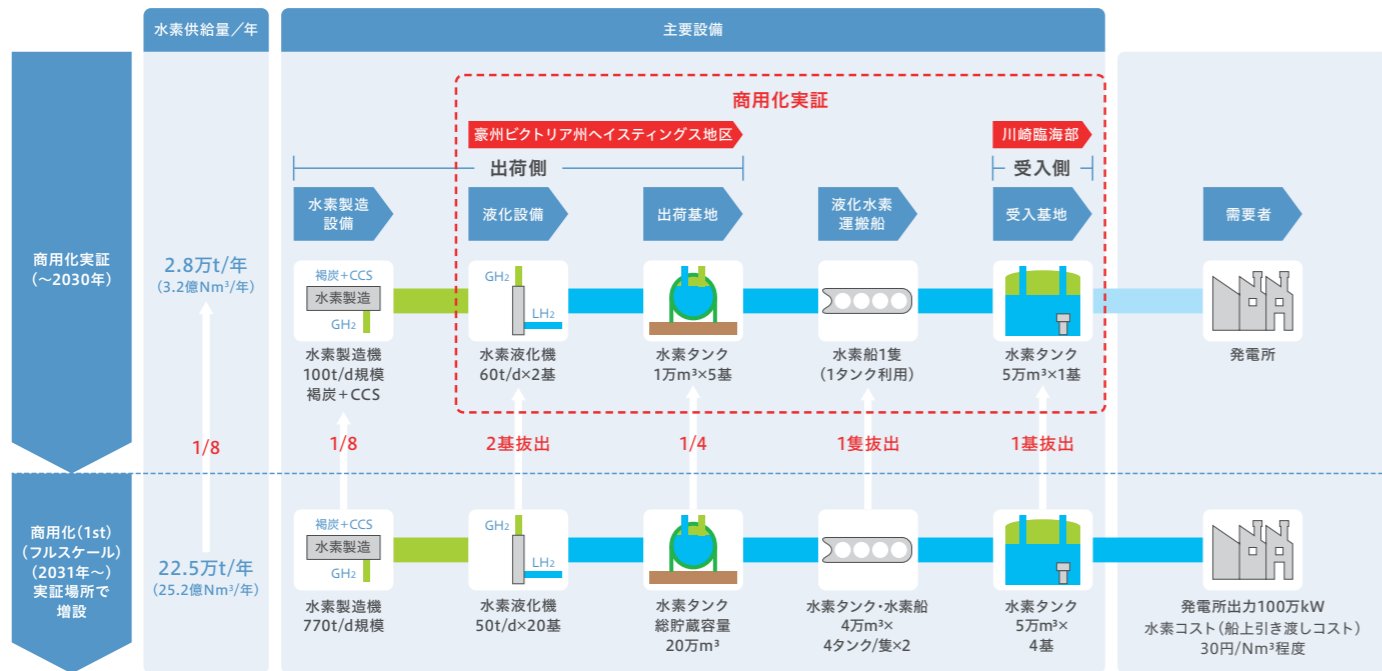 水素供給量／年
主要設備
商用化実証
（～2030年）
2.8万t/年
（3.2億Nm³/年）
商用化実証
豪州ビクトリア州ヘイスティングス地区
川崎臨海部
出荷側
受入側
水素製造
設備
液化設備
出荷基地
液化水素
運搬船
受入基地
需要者
褐炭+CCS
水素製造
GH₂
GH₂
LH₂
水素製造機
100t/d規模
褐炭+CCS
水素液化機
60t/d×2基
水素タンク
1万m³×5基
水素船1隻
（1タンク利用）
水素タンク
5万m³×1基
発電所
1/8
1/8
2基抜出
1/4
1隻抜出
1基抜出
商用化（1st）
（フルスケール）
（2031年～）
実証場所で
増設
22.5万t/年
（25.2億Nm³/年）
褐炭+CCS
水素製造
GH₂
GH₂
LH₂
水素製造機
770t/d規模
水素液化機
50t/d×20基
水素タンク
総貯蔵容量
20万m³
水素タンク・水素船
4万m³×
4タンク/隻×2
水素タンク
5万m³×
4基
発電所出力100万kW
水素コスト（船上引き渡しコスト）
30円/Nm³程度